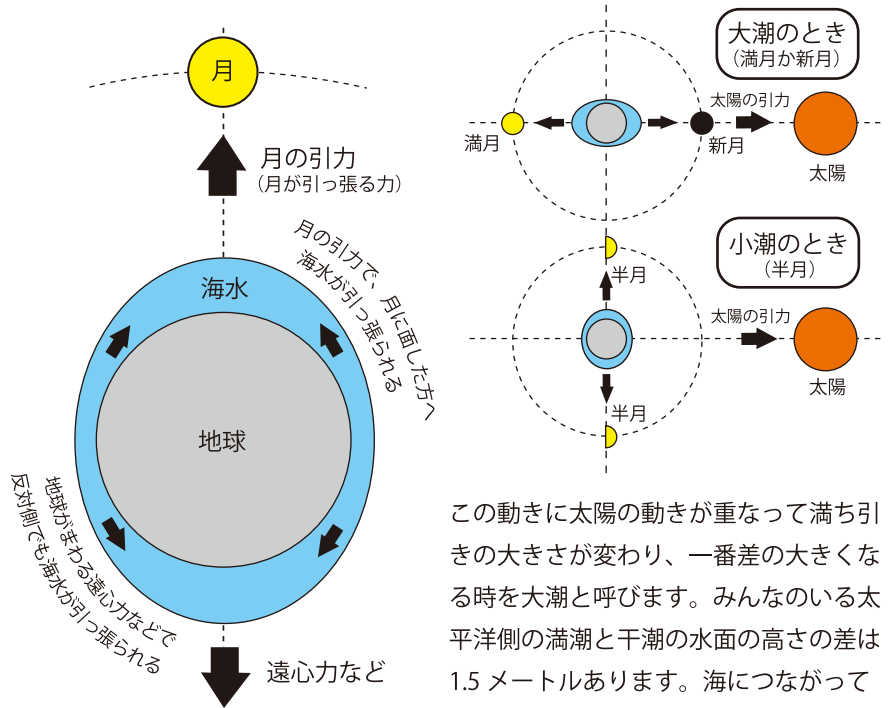 月
月の引力
（月が引っ張る力）
月の引力で、月に面した方へ
海水が引っ張られる
海水
地球
地球がまわる遠心力などで
反対側でも海水が引っ張られる
遠心力など
大潮のとき
（満月か新月）
太陽の引力
満月
新月
太陽
小潮のとき
（半月）
半月
太陽の引力
太陽
半月
この動きに太陽の動きが重なって満ち引
きの大きさが変わり、一番差の大きくな
る時を大潮と呼びます。みんなのいる太
平洋側の満潮と干潮の水面の高さの差は
1.5 メートルあります。海につながって